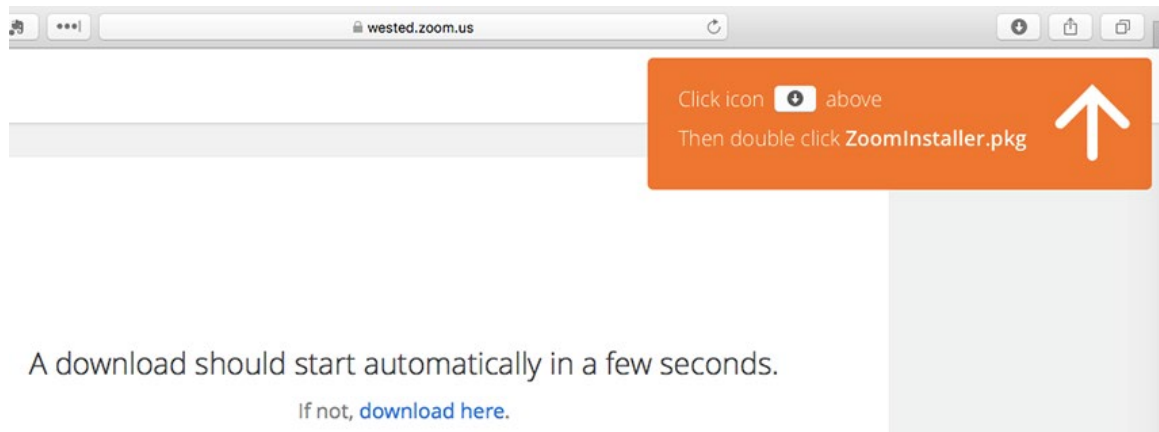 wested.zoom.us
Click icon above
Then double click ZoomInstaller.pkg
A download should start automatically in a few seconds.
If not, download here.